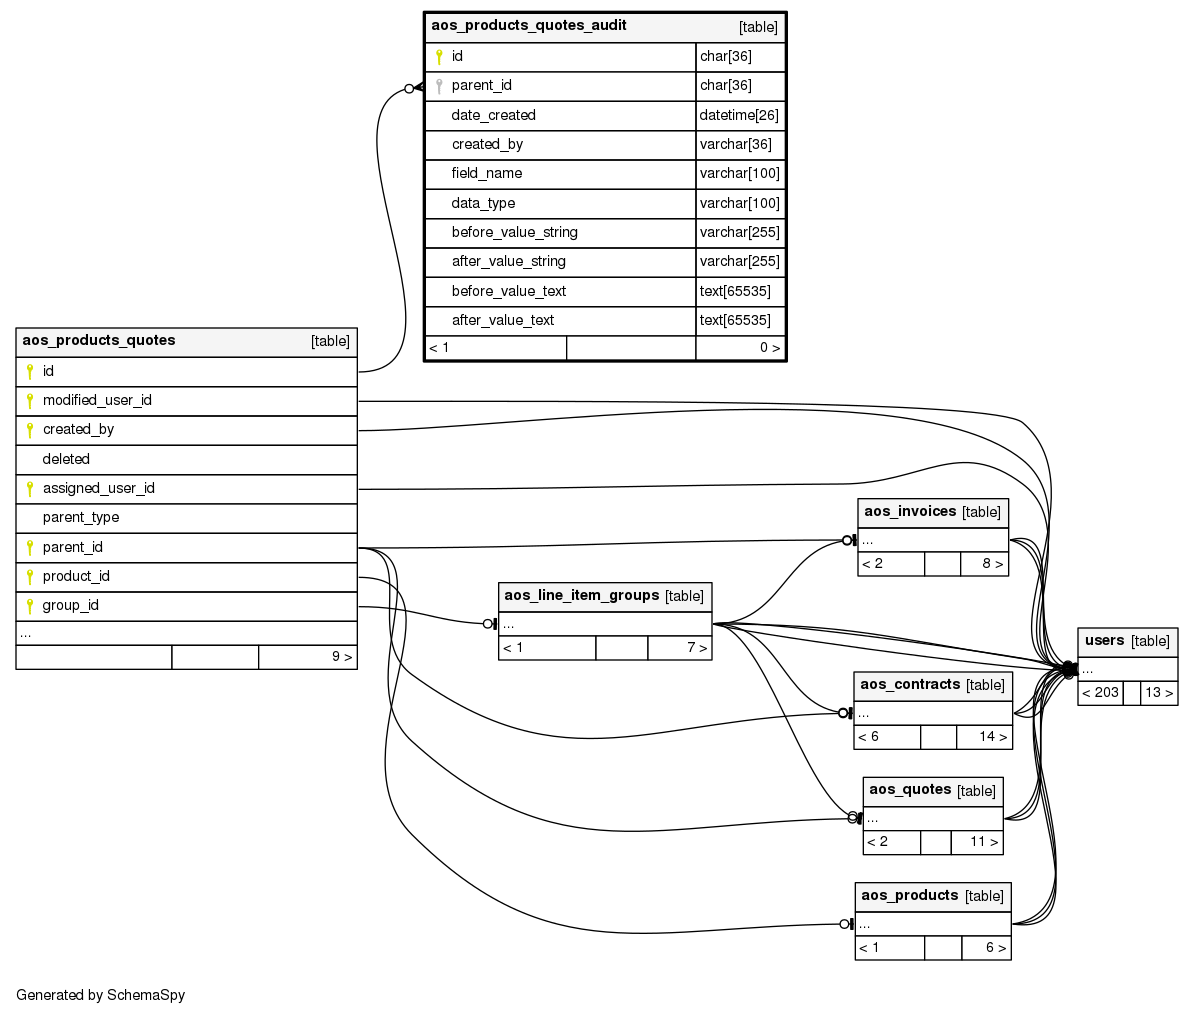 aos_products_quotes_audit [table]
id char[36]
parent_id char[36]
date_created datetime[26]
created_by varchar[36]
field_name varchar[100]
data_type varchar[100]
before_value_string varchar[255]
after_value_string varchar[255]
before_value_text text[65535]
after_value_text text[65535]
< 1 0 >
aos_products_quotes [table]
id
modified_user_id
created_by
deleted
assigned_user_id
parent_type
parent_id
product_id
group_id
...
9 >
aos_invoices [table]
...
< 2 8 >
aos_line_item_groups [table]
...
< 1 7 >
users [table]
...
< 203 13 >
aos_contracts [table]
...
< 6 14 >
aos_quotes [table]
...
< 2 11 >
aos_products [table]
...
< 1 6 >
Generated by SchemaSpy